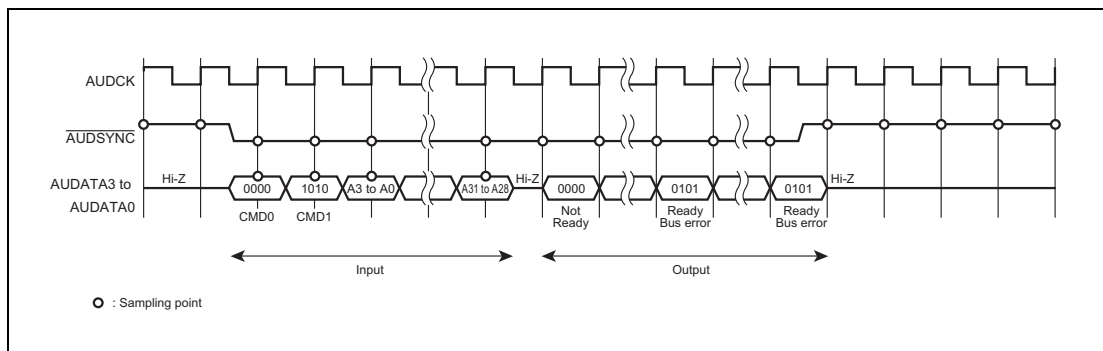 AUDCK
AUDSYNC
AUDATA3 to
AUDATA0
Hi-Z
0000
1010
A3 to A0
A31 to A28
Hi-Z
0000
0101
0101
Hi-Z
CMD0
CMD1
Not
Ready
Ready
Bus error
Ready
Bus error
Input
Output
: Sampling point